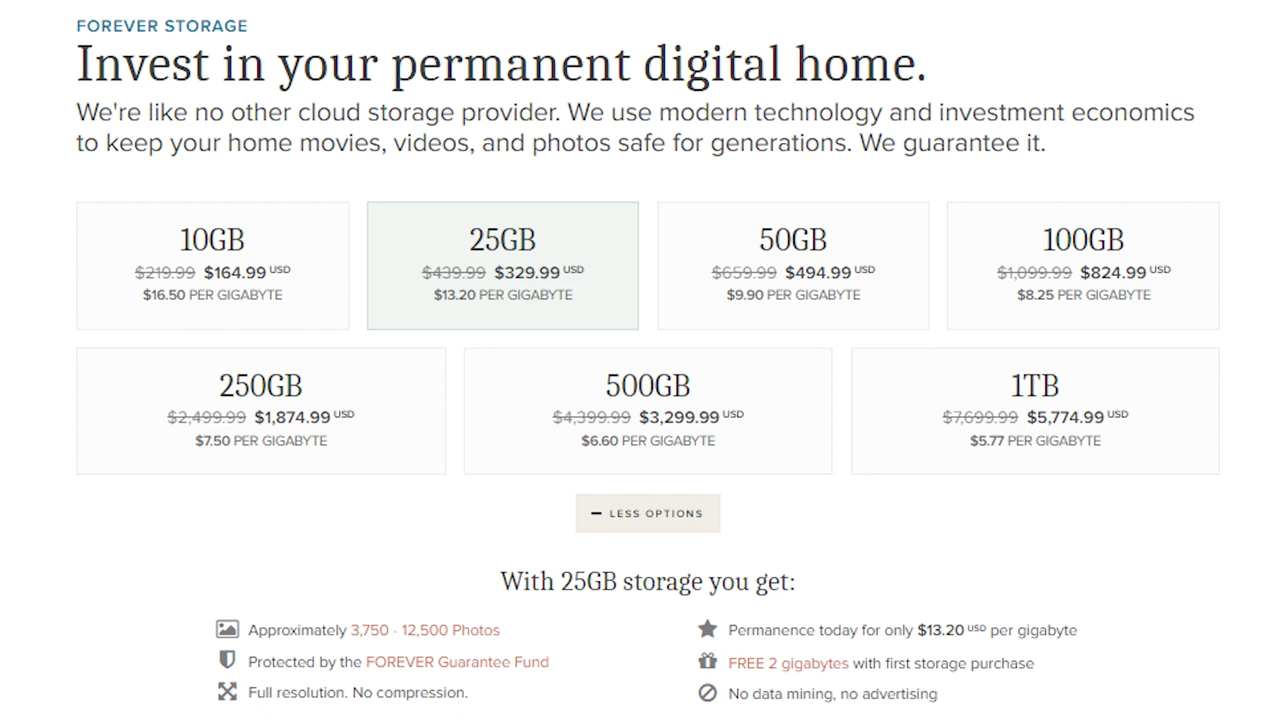 FOREVER STORAGE
Invest in your permanent digital home.
We're like no other cloud storage provider. We use modern technology and investment economics
to keep your home movies, videos, and photos safe for generations. We guarantee it.
10GB
$219.99 $164.99 USD
$16.50 PER GIGABYTE
25GB
$439.99 $329.99 USD
$13.20 PER GIGABYTE
50GB
$659.99 $494.99 USD
$9.90 PER GIGABYTE
100GB
$1,099.99 $824.99 USD
$8.25 PER GIGABYTE
250GB
$2,499.99 $1,874.99 USD
$7.50 PER GIGABYTE
500GB
$4,399.99 $3,299.99 USD
$6.60 PER GIGABYTE
1TB
$7,699.99 $5,774.99 USD
$5.77 PER GIGABYTE
LESS OPTIONS
With 25GB storage you get:
Approximately 3,750 - 12,500 Photos
Protected by the FOREVER Guarantee Fund
Full resolution. No compression.
Permanence today for only $13.20 USD per gigabyte
FREE 2 gigabytes with first storage purchase
No data mining, no advertising